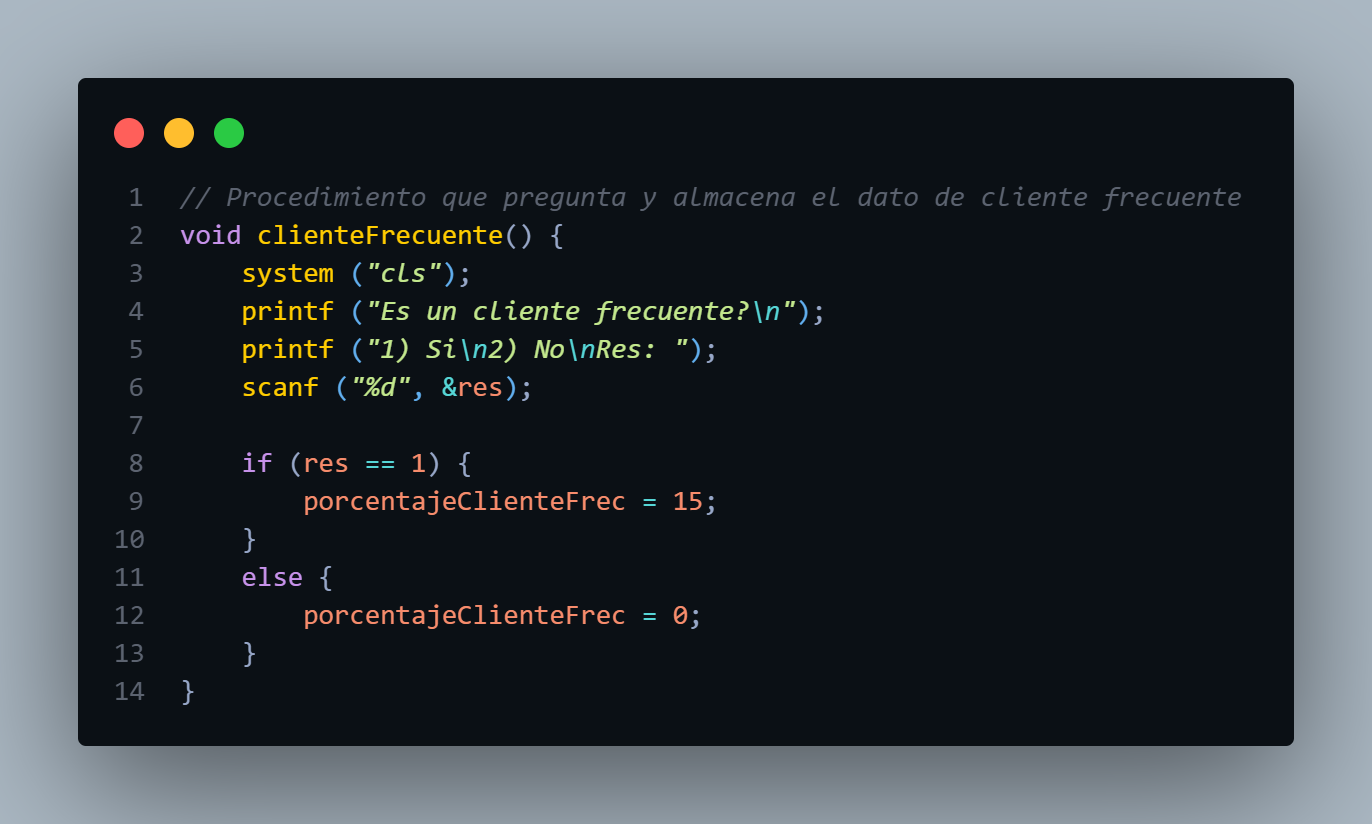 1 // Procedimiento que pregunta y almacena el dato de cliente frecuente
2 void clienteFrecuente() {
3     system ("cls");
4     printf ("Es un cliente frecuente?\n");
5     printf ("1) Si\n2) No\nRes: ");
6     scanf ("%d", &res);
7
8     if (res == 1) {
9         porcentajeClienteFrec = 15;
10     }
11     else {
12         porcentajeClienteFrec = 0;
13     }
14 }